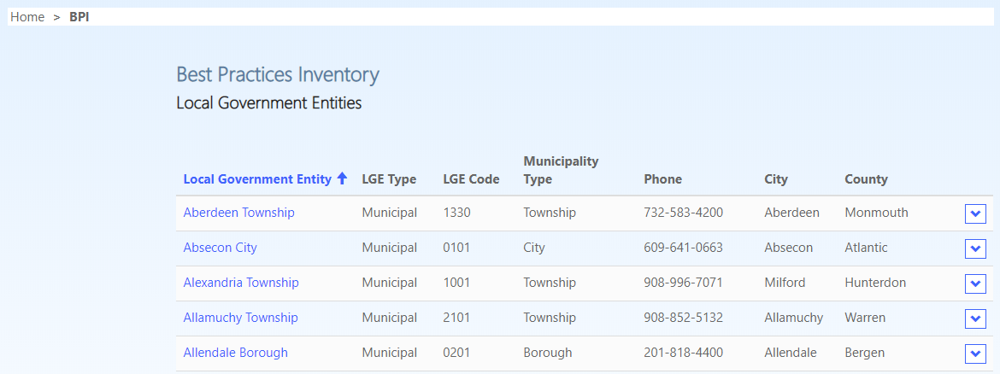 Home > BPI
Best Practices Inventory
Local Government Entities
Local Government Entity LGE Type LGE Code Municipality Type Phone City County
Aberdeen Township Municipal 1330 Township 732-583-4200 Aberdeen Monmouth
Absecon City Municipal 0101 City 609-641-0663 Absecon Atlantic
Alexandria Township Municipal 1001 Township 908-996-7071 Milford Hunterdon
Allamuchy Township Municipal 2101 Township 908-852-5132 Allamuchy Warren
Allendale Borough Municipal 0201 Borough 201-818-4400 Allendale Bergen